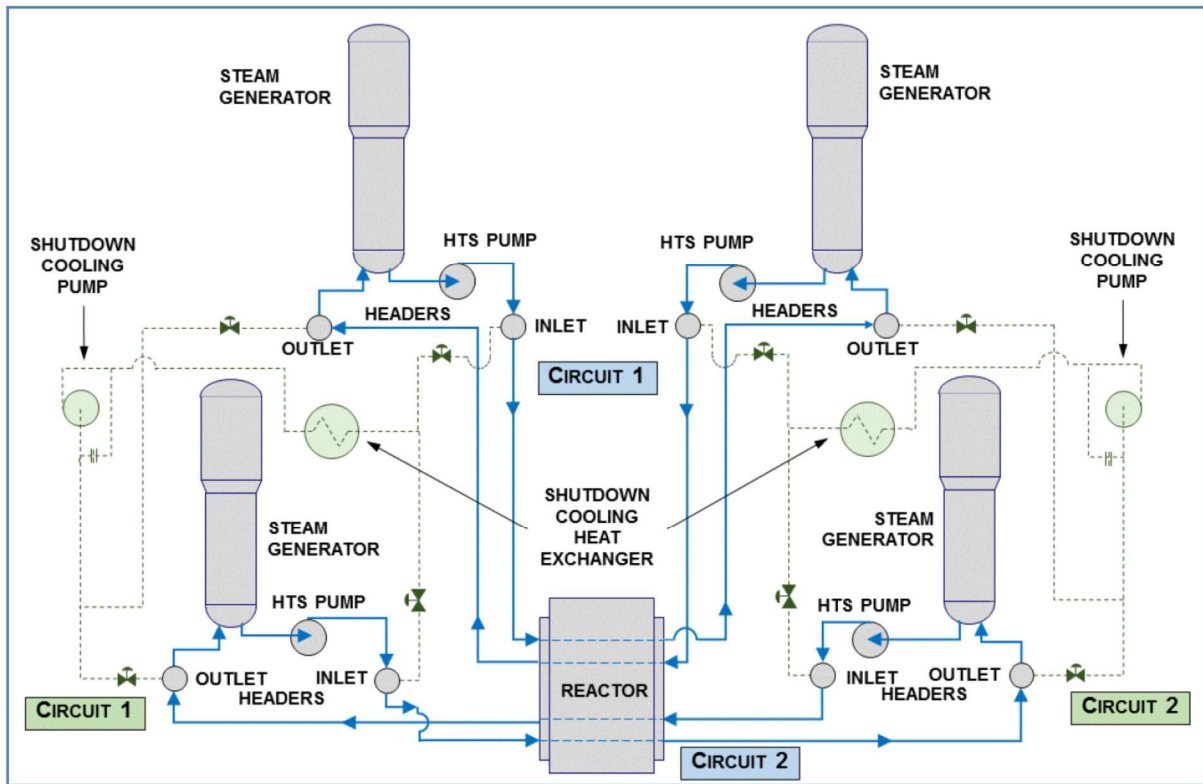 STEAM
GENERATOR
STEAM
GENERATOR
SHUTDOWN
COOLING
PUMP
HTS PUMP
HTS PUMP
SHUTDOWN
COOLING
PUMP
HEADERS
INLET
OUTLET
INLET
HEADERS
OUTLET
CIRCUIT 1
STEAM
GENERATOR
SHUTDOWN
COOLING
HEAT
EXCHANGER
STEAM
GENERATOR
HTS PUMP
HTS PUMP
OUTLET
HEADERS
INLET
REACTOR
INLET
HEADERS
OUTLET
CIRCUIT 1
CIRCUIT 2
CIRCUIT 2